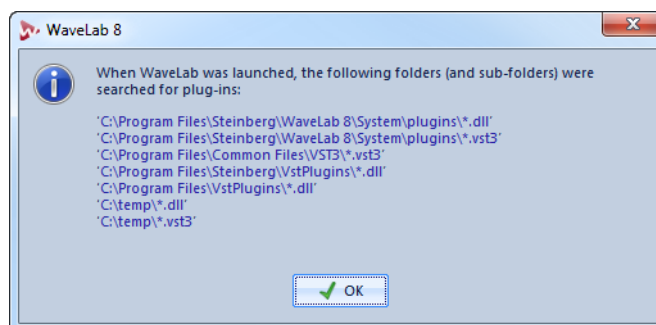 WaveLab 8
When WaveLab was launched, the following folders (and sub-folders) were
searched for plug-ins:
'C:\Program Files\Steinberg\WaveLab 8\System\plugins\*.dll'
'C:\Program Files\Steinberg\WaveLab 8\System\plugins\*.vst3'
'C:\Program Files\Common Files\VST3\*.vst3'
'C:\Program Files\Steinberg\VstPlugins\*.dll'
'C:\Program Files\VstPlugins\*.dll'
'C:\temp\*.dll'
'C:\temp\*.vst3'
OK